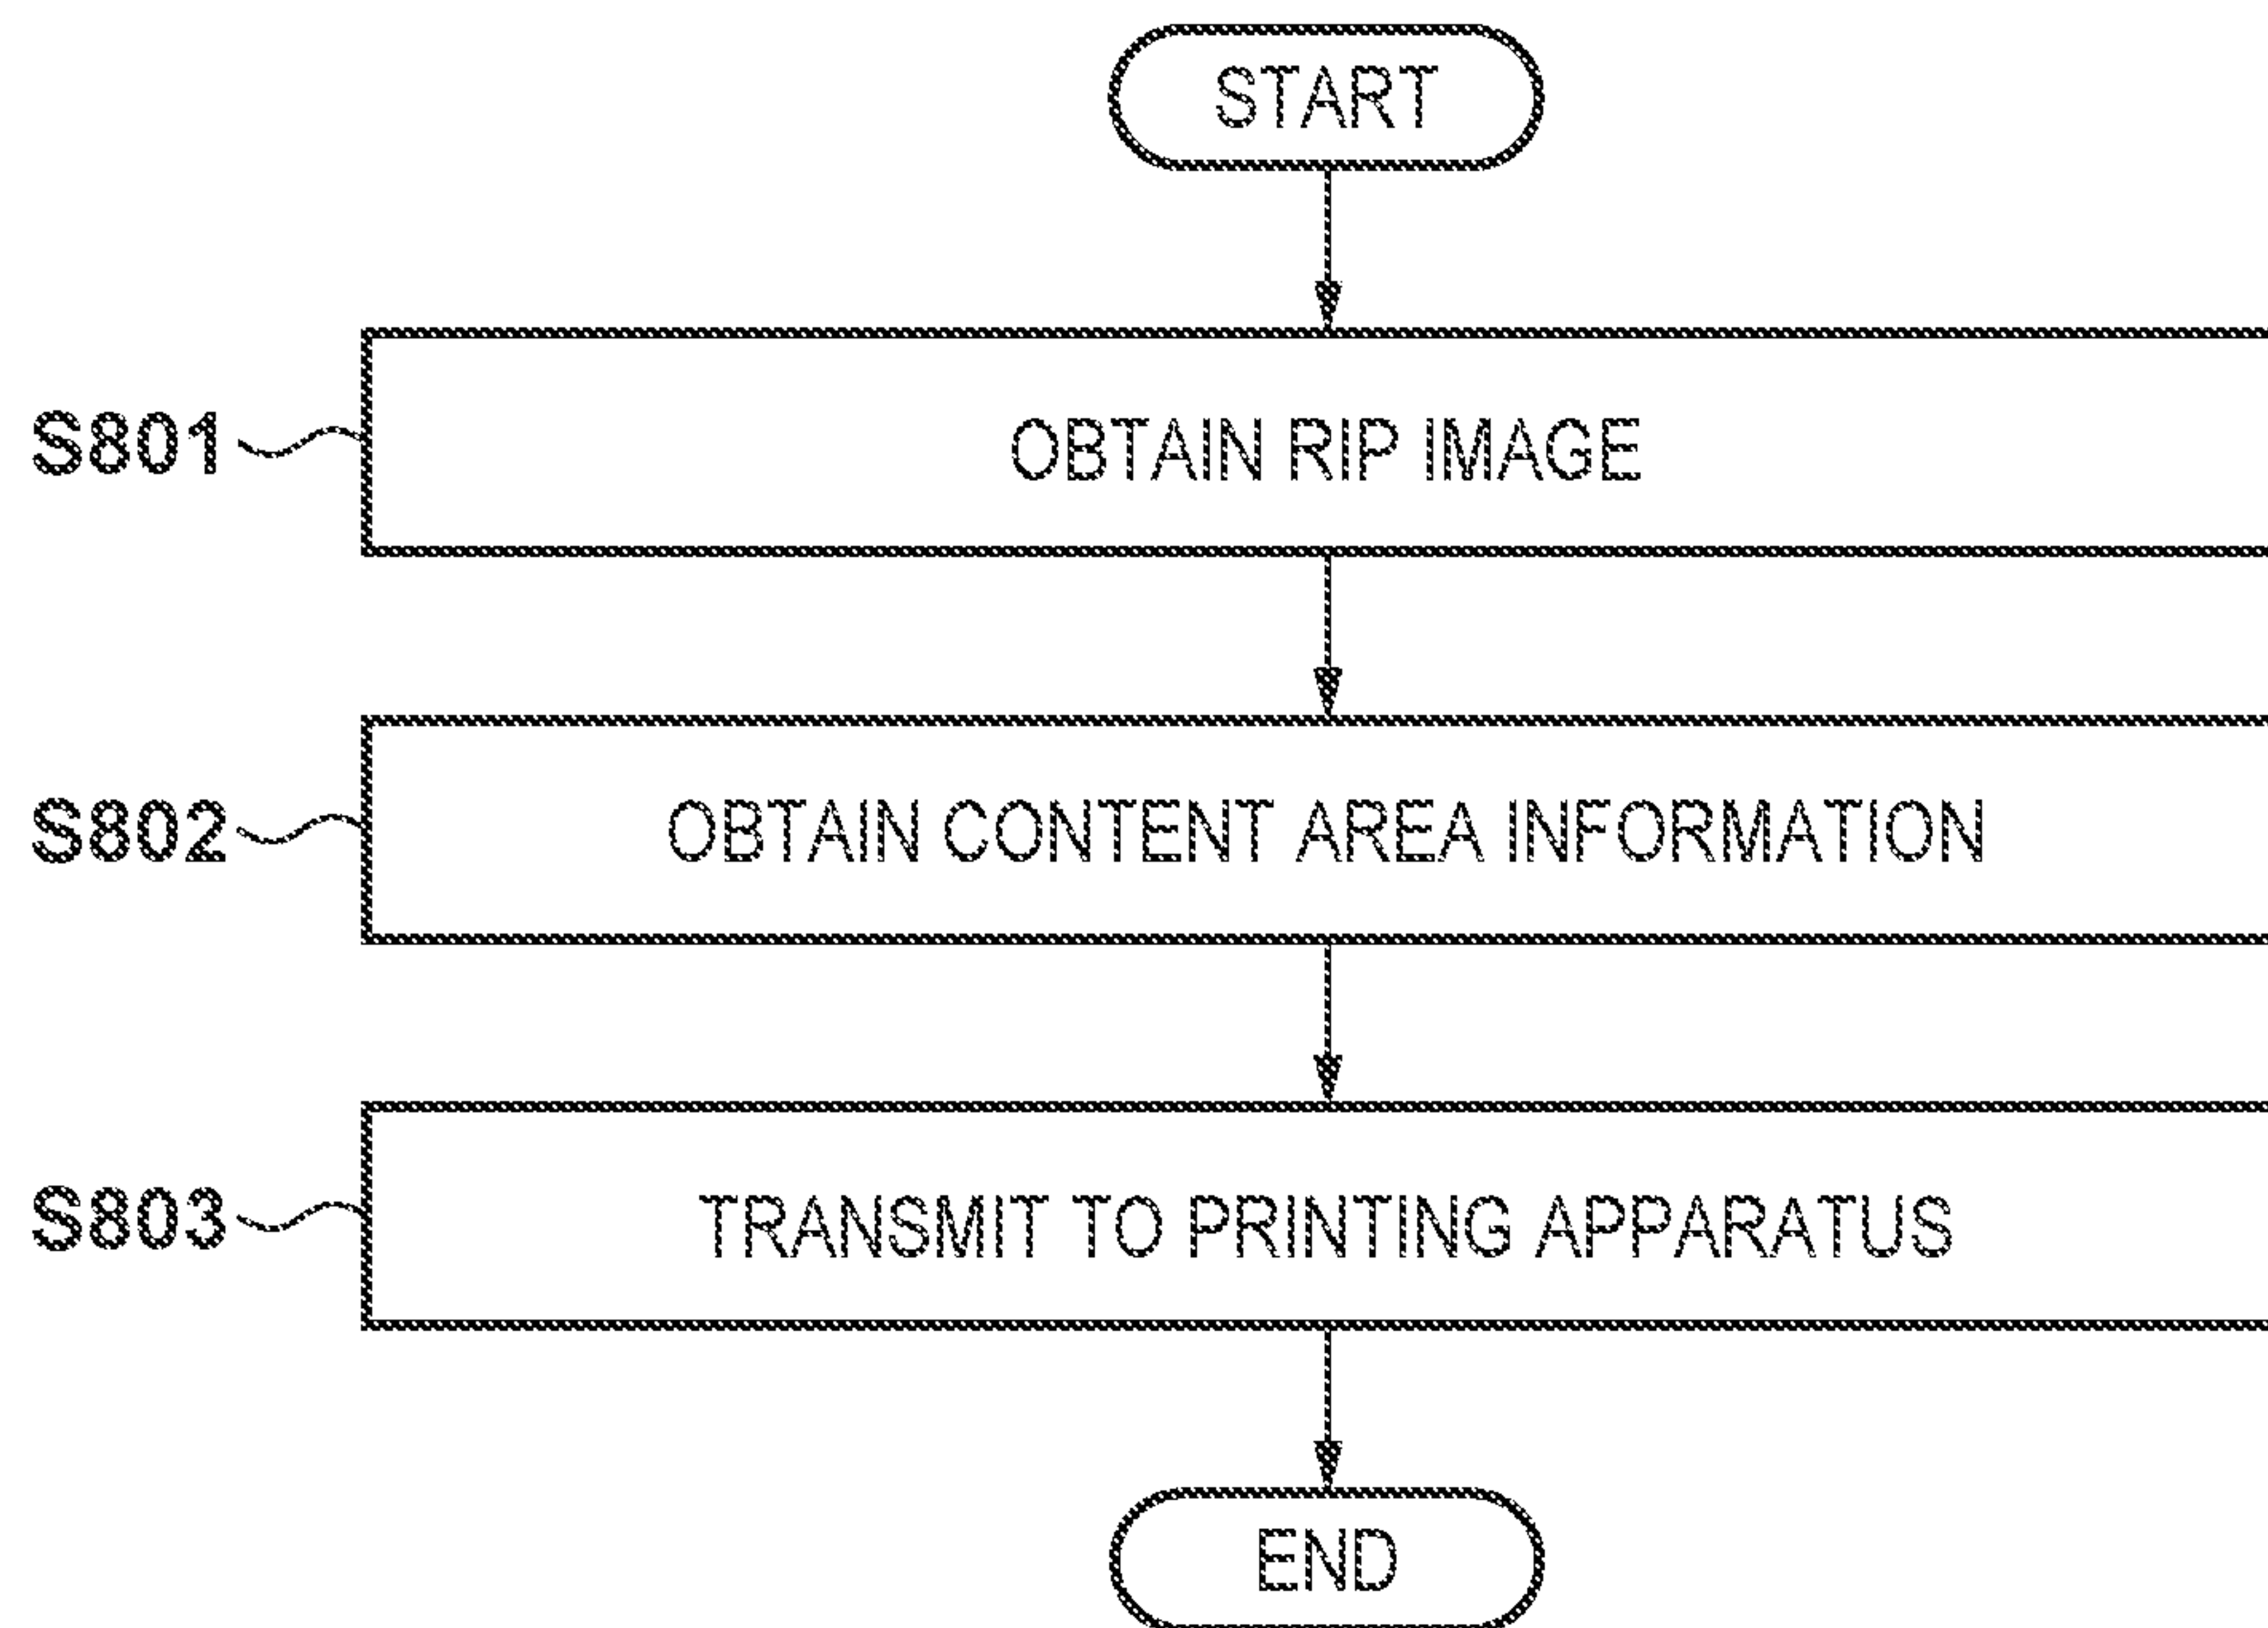 START
S801
OBTAIN RIP IMAGE
S802
OBTAIN CONTENT AREA INFORMATION
S803
TRANSMIT TO PRINTING APPARATUS
END